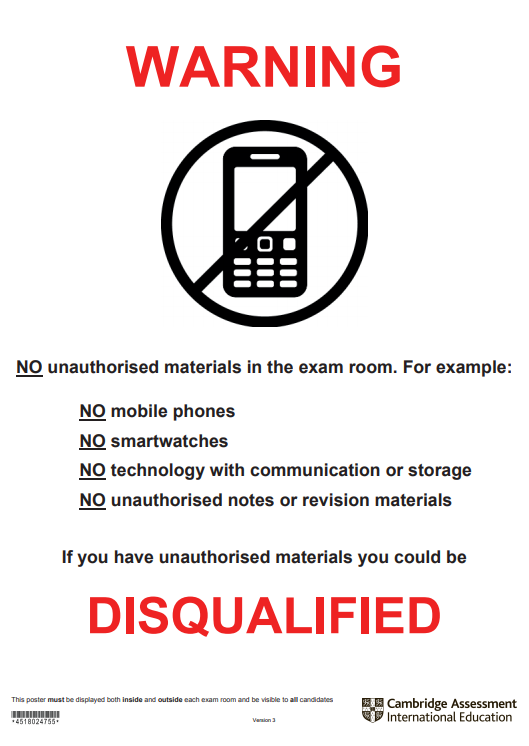 WARNING
NO unauthorised materials in the exam room. For example:
NO mobile phones
NO smartwatches
NO technology with communication or storage
NO unauthorised notes or revision materials
If you have unauthorised materials you could be
DISQUALIFIED
This poster must be displayed both inside and outside each exam room and be visible to all candidates
*4518024755*
Version 3
Cambridge Assessment
International Education